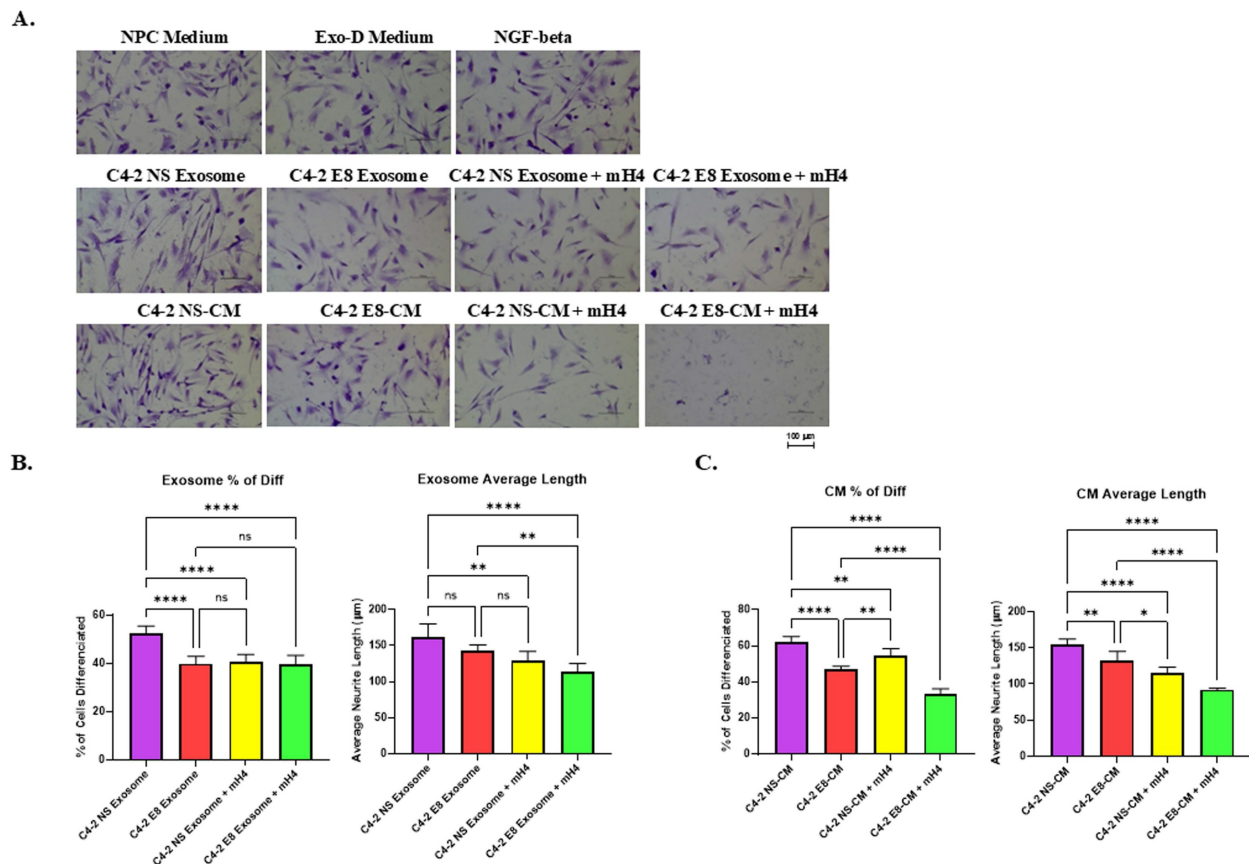 A.
NPC Medium Exo-D Medium NGF-beta
C4-2 NS Exosome C4-2 E8 Exosome C4-2 NS Exosome + mH4 C4-2 E8 Exosome + mH4
C4-2 NS-CM C4-2 E8-CM C4-2 NS-CM + mH4 C4-2 E8-CM + mH4
100 µm
B.
Exosome % of Diff
****
ns
****
**** ns
% of Cells Differenciated
60
40
20
0
C4-2 NS Exosome
C4-2 E8 Exosome
C4-2 NS Exosome + mH4
C4-2 E8 Exosome + mH4
Exosome Average Length
****
**
**
ns ns
Average Neurite Length (µm)
200
150
100
50
0
C4-2 NS Exosome
C4-2 E8 Exosome
C4-2 NS Exosome + mH4
C4-2 E8 Exosome + mH4
C.
CM % of Diff
****
****
**
**** **
% of Cells Differenciated
80
60
40
20
0
C4-2 NS-CM
C4-2 E8-CM
C4-2 NS-CM + mH4
C4-2 E8-CM + mH4
CM Average Length
****
****
****
** *
Average Neurite Length (µm)
200
150
100
50
0
C4-2 NS-CM
C4-2 E8-CM
C4-2 NS-CM + mH4
C4-2 E8-CM + mH4